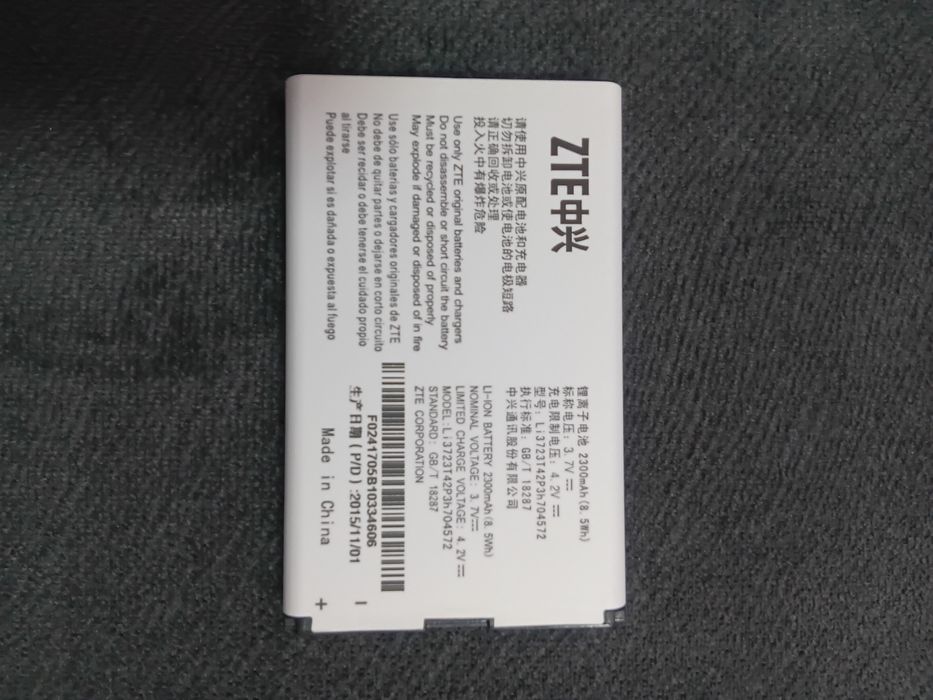 ZTE中兴
请使用中兴原配电池和充电器
切勿拆卸电池或使电池的电极短路
请正确回收或处理
投入火中有爆炸危险
Use only ZTE original batteries and chargers
Do not disassemble or short circuit the battery
Must be recycled or disposed of properly
May explode if damaged or disposed of in fire
Use sólo baterías y cargadores originales de ZTE
No debe de quitar partes o dejarse en corto circuito
Debe ser recidar o debe tenerse el cuidado propio
al tirarse
Puede explotar si es dañada o expuesta al fuego
锂离子电池 2300mAh(8.5Wh)
标称电压: 3.7V⎓
充电限制电压: 4.2V ⎓
型号: Li3723T42P3h704572
执行标准: GB/T 18287
中兴通讯股份有限公司
LI-ION BATTERY 2300mAh(8.5Wh)
NOMINAL VOLTAGE: 3.7V⎓
LIMITED CHARGE VOLTAGE: 4.2V ⎓
MODEL:Li3723T42P3h704572
STANDARD: GB/T 18287
ZTE CORPORATION
F0241705B10334606
生产日期(P/D):2015/11/01
Made in China
－
+